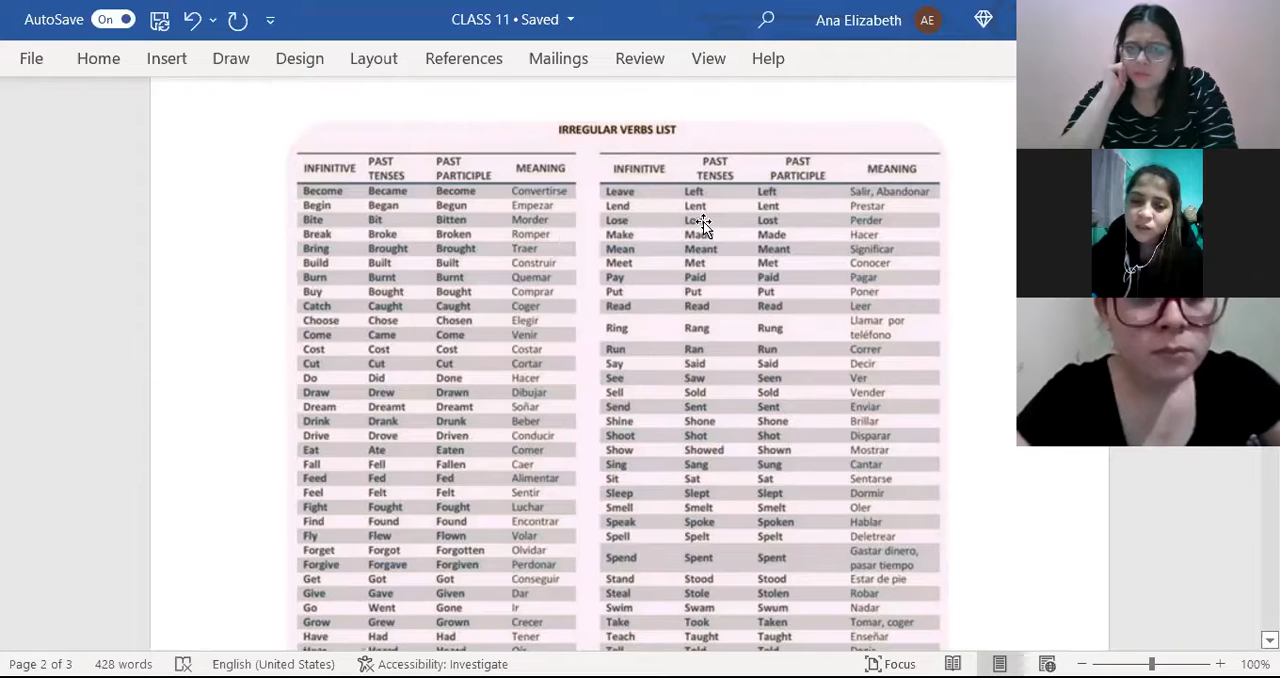 AutoSave On CLASS 11 • Saved Ana Elizabeth AE
File Home Insert Draw Design Layout References Mailings Review View Help
IRREGULAR VERBS LIST
INFINITIVE PAST TENSES PAST PARTICIPLE MEANING
Become Became Become Convertirse
Begin Began Begun Empezar
Bite Bit Bitten Morder
Break Broke Broken Romper
Bring Brought Brought Traer
Build Built Built Construir
Burn Burnt Burnt Quemar
Buy Bought Bought Comprar
Catch Caught Caught Coger
Choose Chose Chosen Elegir
Come Came Come Venir
Cost Cost Cost Costar
Cut Cut Cut Cortar
Do Did Done Hacer
Draw Drew Drawn Dibujar
Dream Dreamt Dreamt Soñar
Drink Drank Drunk Beber
Drive Drove Driven Conducir
Eat Ate Eaten Comer
Fall Fell Fallen Caer
Feed Fed Fed Alimentar
Feel Felt Felt Sentir
Fight Fought Fought Luchar
Find Found Found Encontrar
Fly Flew Flown Volar
Forget Forgot Forgotten Olvidar
Forgive Forgave Forgiven Perdonar
Get Got Got Conseguir
Give Gave Given Dar
Go Went Gone Ir
Grow Grew Grown Crecer
Have Had Had Tener
INFINITIVE PAST TENSES PAST PARTICIPLE MEANING
Leave Left Left Salir, Abandonar
Lend Lent Lent Prestar
Lose Lost Perder
Make Made Made Hacer
Mean Meant Meant Significar
Meet Met Met Conocer
Pay Paid Paid Pagar
Put Put Put Poner
Read Read Read Leer
Ring Rang Rung Llamar por teléfono
Run Ran Run Correr
Say Said Said Decir
See Saw Seen Ver
Sell Sold Sold Vender
Send Sent Sent Enviar
Shine Shone Shone Brillar
Shoot Shot Shot Disparar
Show Showed Shown Mostrar
Sing Sang Sung Cantar
Sit Sat Sat Sentarse
Sleep Slept Slept Dormir
Smell Smelt Smelt Oler
Speak Spoke Spoken Hablar
Spell Spelt Spelt Deletrear
Spend Spent Spent Gastar dinero, pasar tiempo
Stand Stood Stood Estar de pie
Steal Stole Stolen Robar
Swim Swam Swum Nadar
Take Took Taken Tomar, coger
Teach Taught Taught Enseñar
Page 2 of 3 428 words English (United States) Accessibility: Investigate Focus 100%